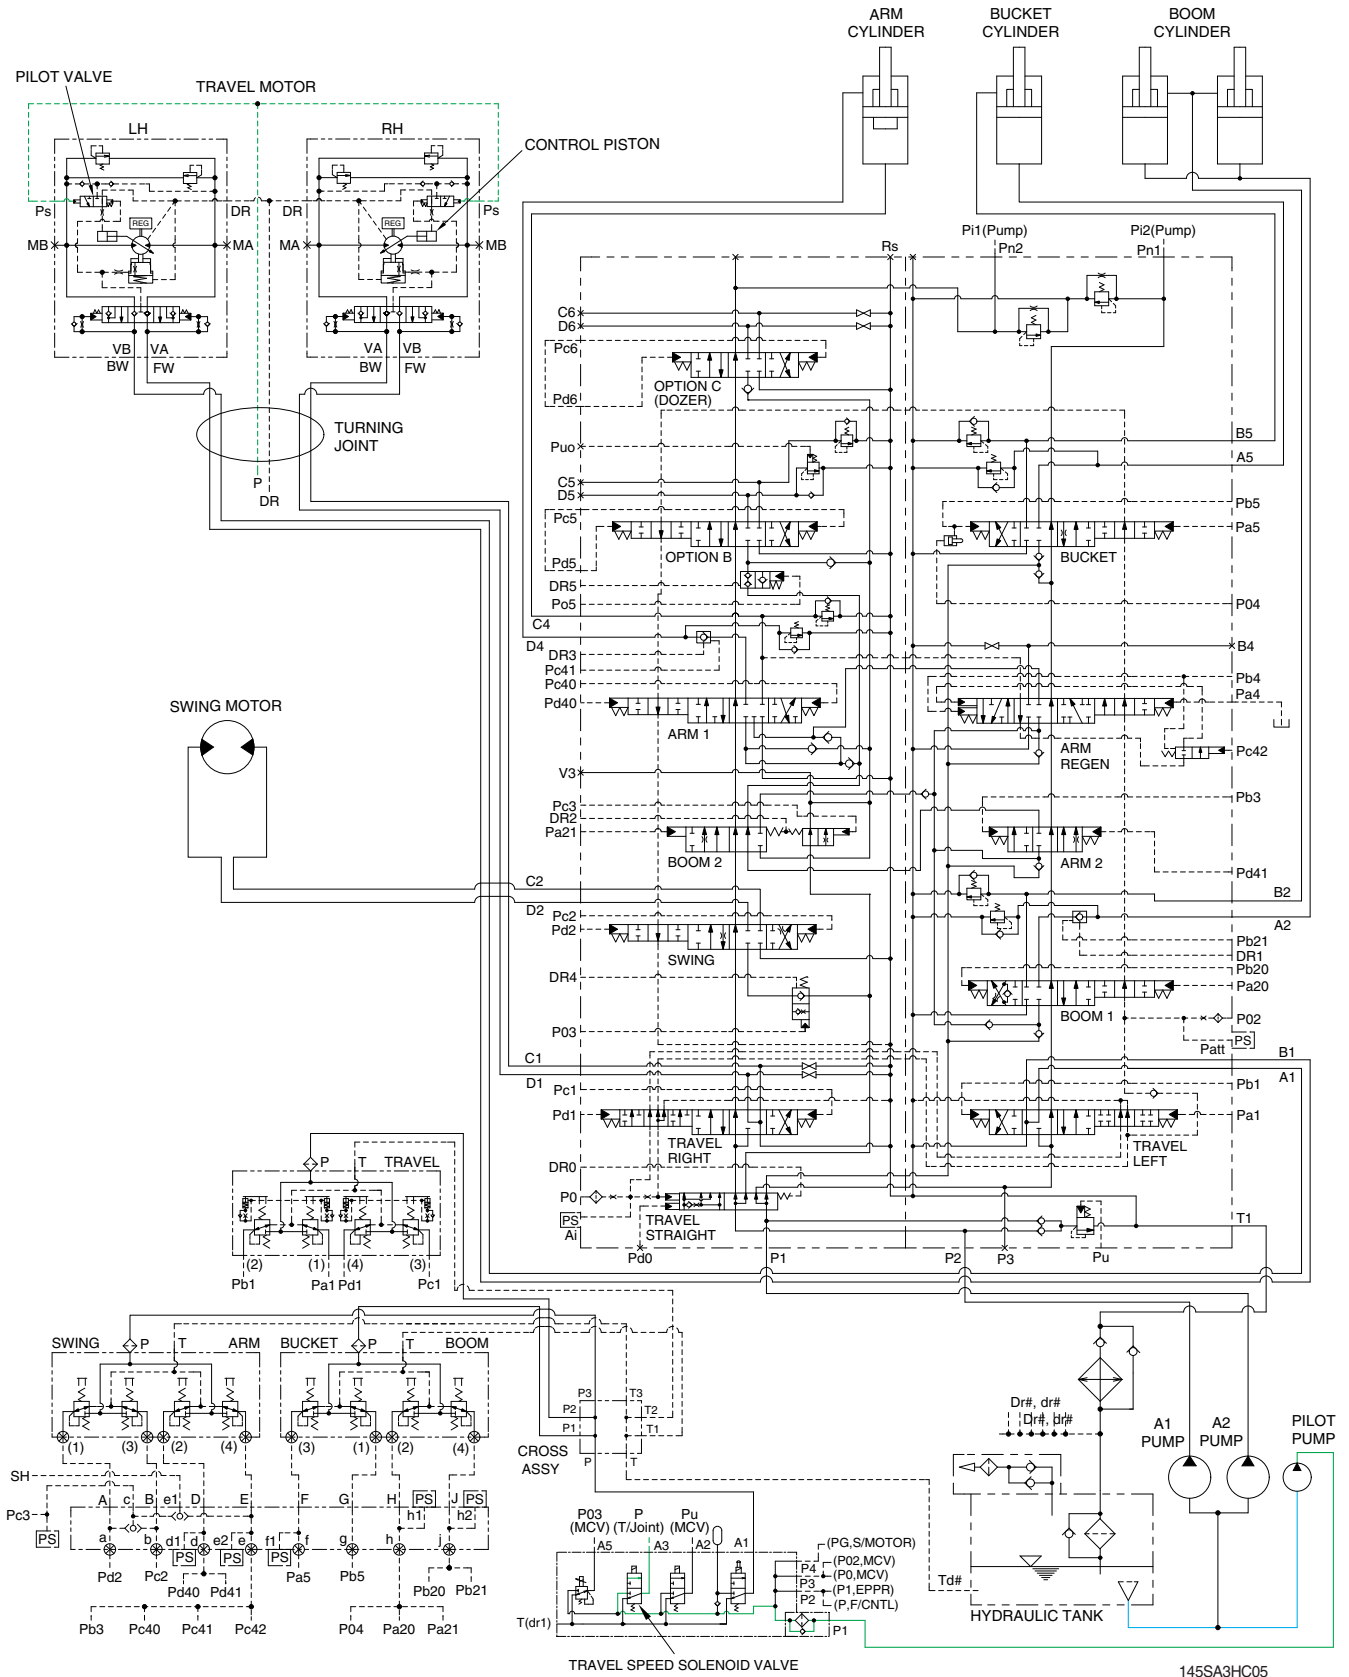 ARM
CYLINDER
BUCKET
CYLINDER
BOOM
CYLINDER
PILOT VALVE
TRAVEL MOTOR
LH
RH
CONTROL PISTON
Ps
DR
DR
Ps
REG
REG
MB
MA
MA
MB
VB VA
BW FW
VA VB
BW FW
TURNING
JOINT
P
DR
Rs
Pi1(Pump)
Pn2
Pi2(Pump)
Pn1
C6
D6
Pc6
Pd6
OPTION C
(DOZER)
Puo
C5
D5
Pc5
Pd5
OPTION B
DR5
Po5
B5
A5
Pb5
Pa5
BUCKET
P04
C4
D4
DR3
Pc41
Pc40
Pd40
ARM 1
B4
Pb4
Pa4
ARM
REGEN
Pc42
SWING MOTOR
V3
Pc3
DR2
Pa21
BOOM 2
Pb3
ARM 2
Pd41
C2
D2
Pc2
Pd2
SWING
B2
A2
Pb21
DR1
Pb20
Pa20
BOOM 1
DR4
P03
P02
PS
Patt
C1
D1
Pc1
Pd1
TRAVEL
RIGHT
B1
A1
Pb1
Pa1
TRAVEL
LEFT
DR0
P0
PS
Ai
TRAVEL
STRAIGHT
Pd0
P1
P2
P3
Pu
T1
P T TRAVEL
(2) (1) (4) (3)
Pb1 Pa1 Pd1 Pc1
SWING P T ARM
BUCKET P T BOOM
(1) (3) (2) (4)
(3) (1) (2) (4)
P3 T3
P2 T2
P1 T1
P T
CROSS
ASSY
SH
Pc3
PS
A c B e1 D E F G H PS J PS
h1 h2
a b d1 d e2 e f1 f g h j
PS PS PS
Pd2 Pc2 Pd40 Pd41 Pa5 Pb5 Pb20 Pb21
Pb3 Pc40 Pc41 Pc42 P04 Pa20 Pa21
P03
(MCV)
P
(T/Joint)
Pu
(MCV)
A5 A3 A2 A1
(PG,S/MOTOR)
P4
(P02,MCV)
(P0,MCV)
P3
(P1,EPPR)
P2
(P,F/CNTL)
T(dr1)
P1
TRAVEL SPEED SOLENOID VALVE
Dr#, dr#
Dr#, dr#
Td#
HYDRAULIC TANK
A1
PUMP
A2
PUMP
PILOT
PUMP
145SA3HC05